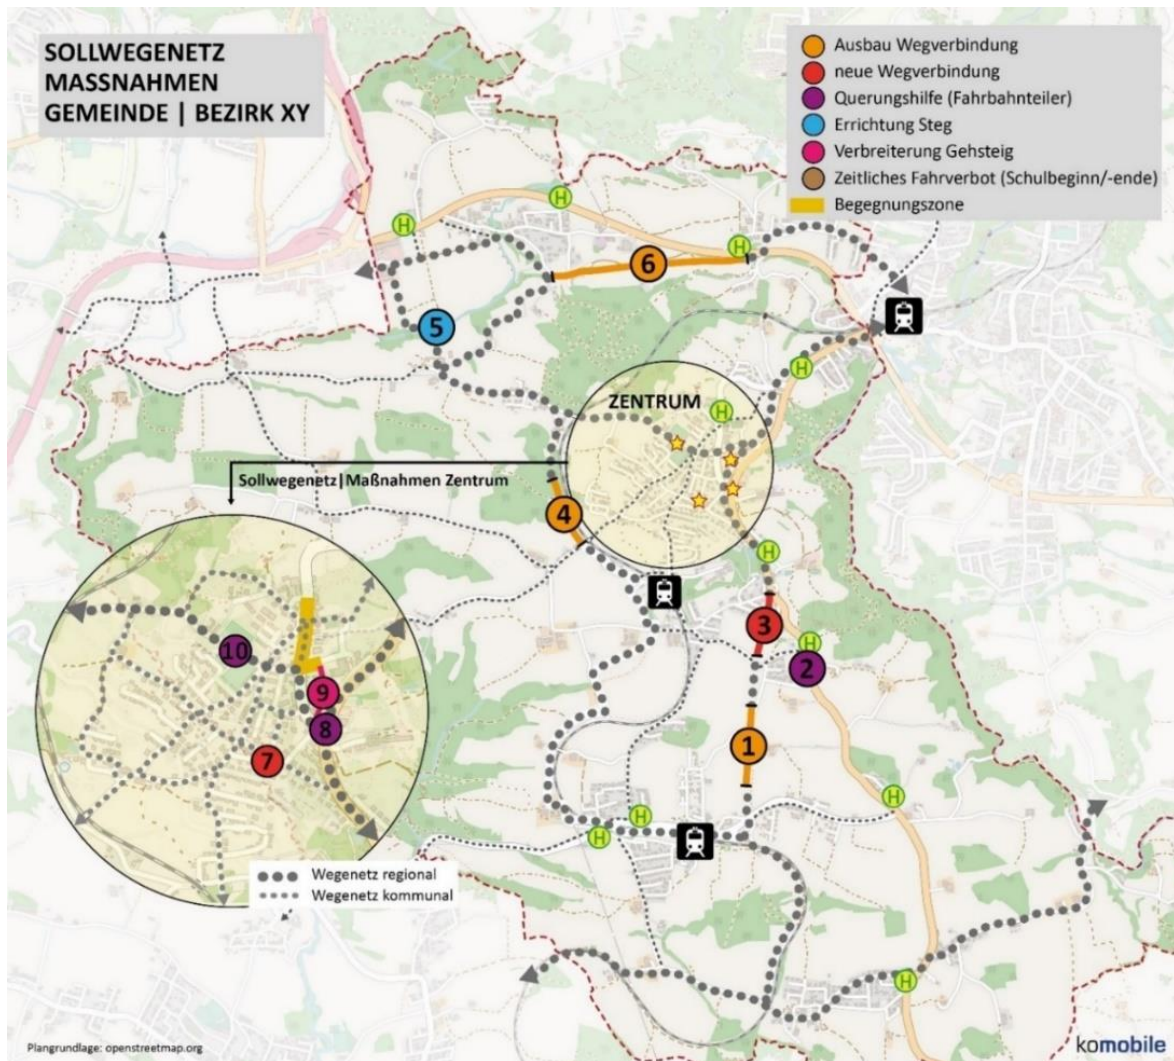 SOLLWEGENETZ
MASSNAHMEN
GEMEINDE | BEZIRK XY
Ausbau Wegverbindung
neue Wegverbindung
Querungshilfe (Fahrbahnteiler)
Errichtung Steg
Verbreiterung Gehsteig
Zeitliches Fahrverbot (Schulbeginn/-ende)
Begegnungszone
H
H
H
6
5
H
ZENTRUM
H
Sollwegenetz|Maßnahmen Zentrum
4
H
3
H
2
10
9
8
7
1
H
H
H
Wegenetz regional
Wegenetz kommunal
H
Plangrundlage: openstreetmap.org
komobile